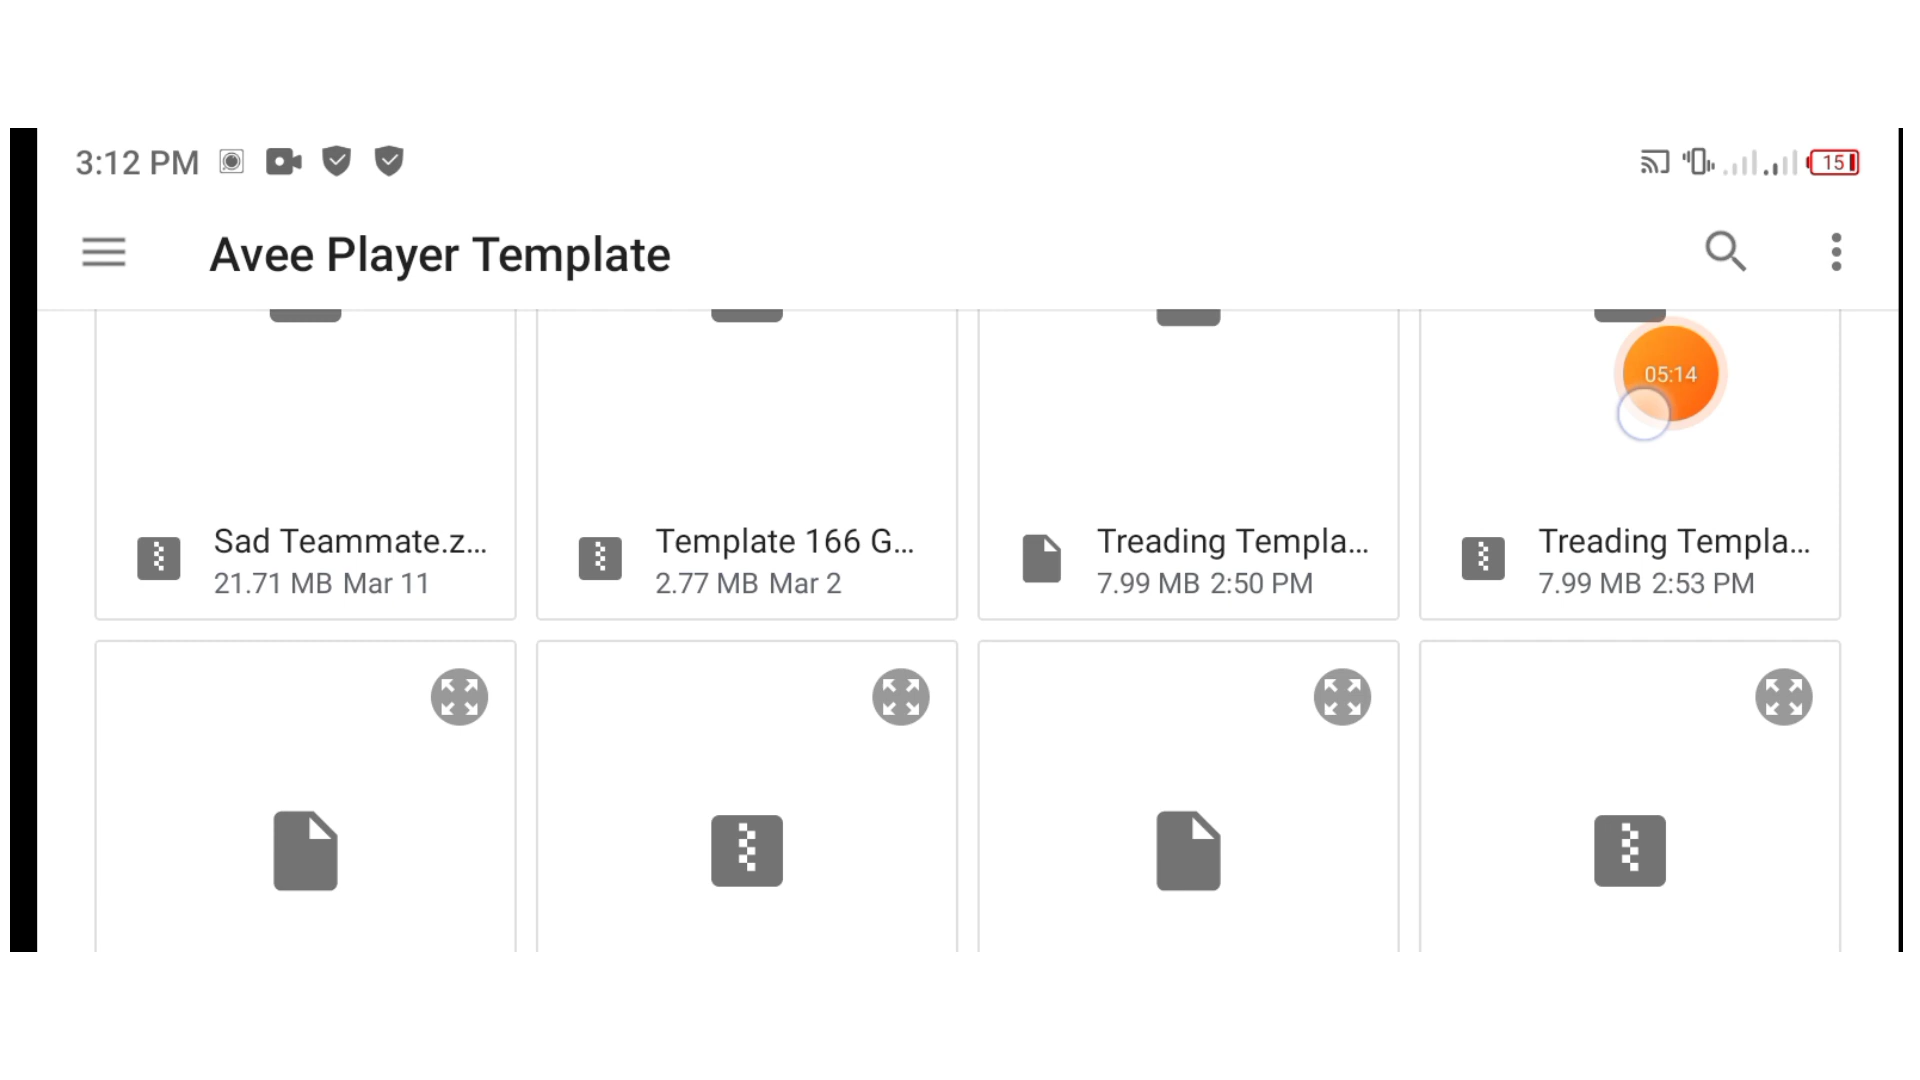 3:12 PM
15
Avee Player Template
05:14
Sad Teammate.z...
21.71 MB Mar 11
Template 166 G...
2.77 MB Mar 2
Treading Templa...
7.99 MB 2:50 PM
Treading Templa...
7.99 MB 2:53 PM